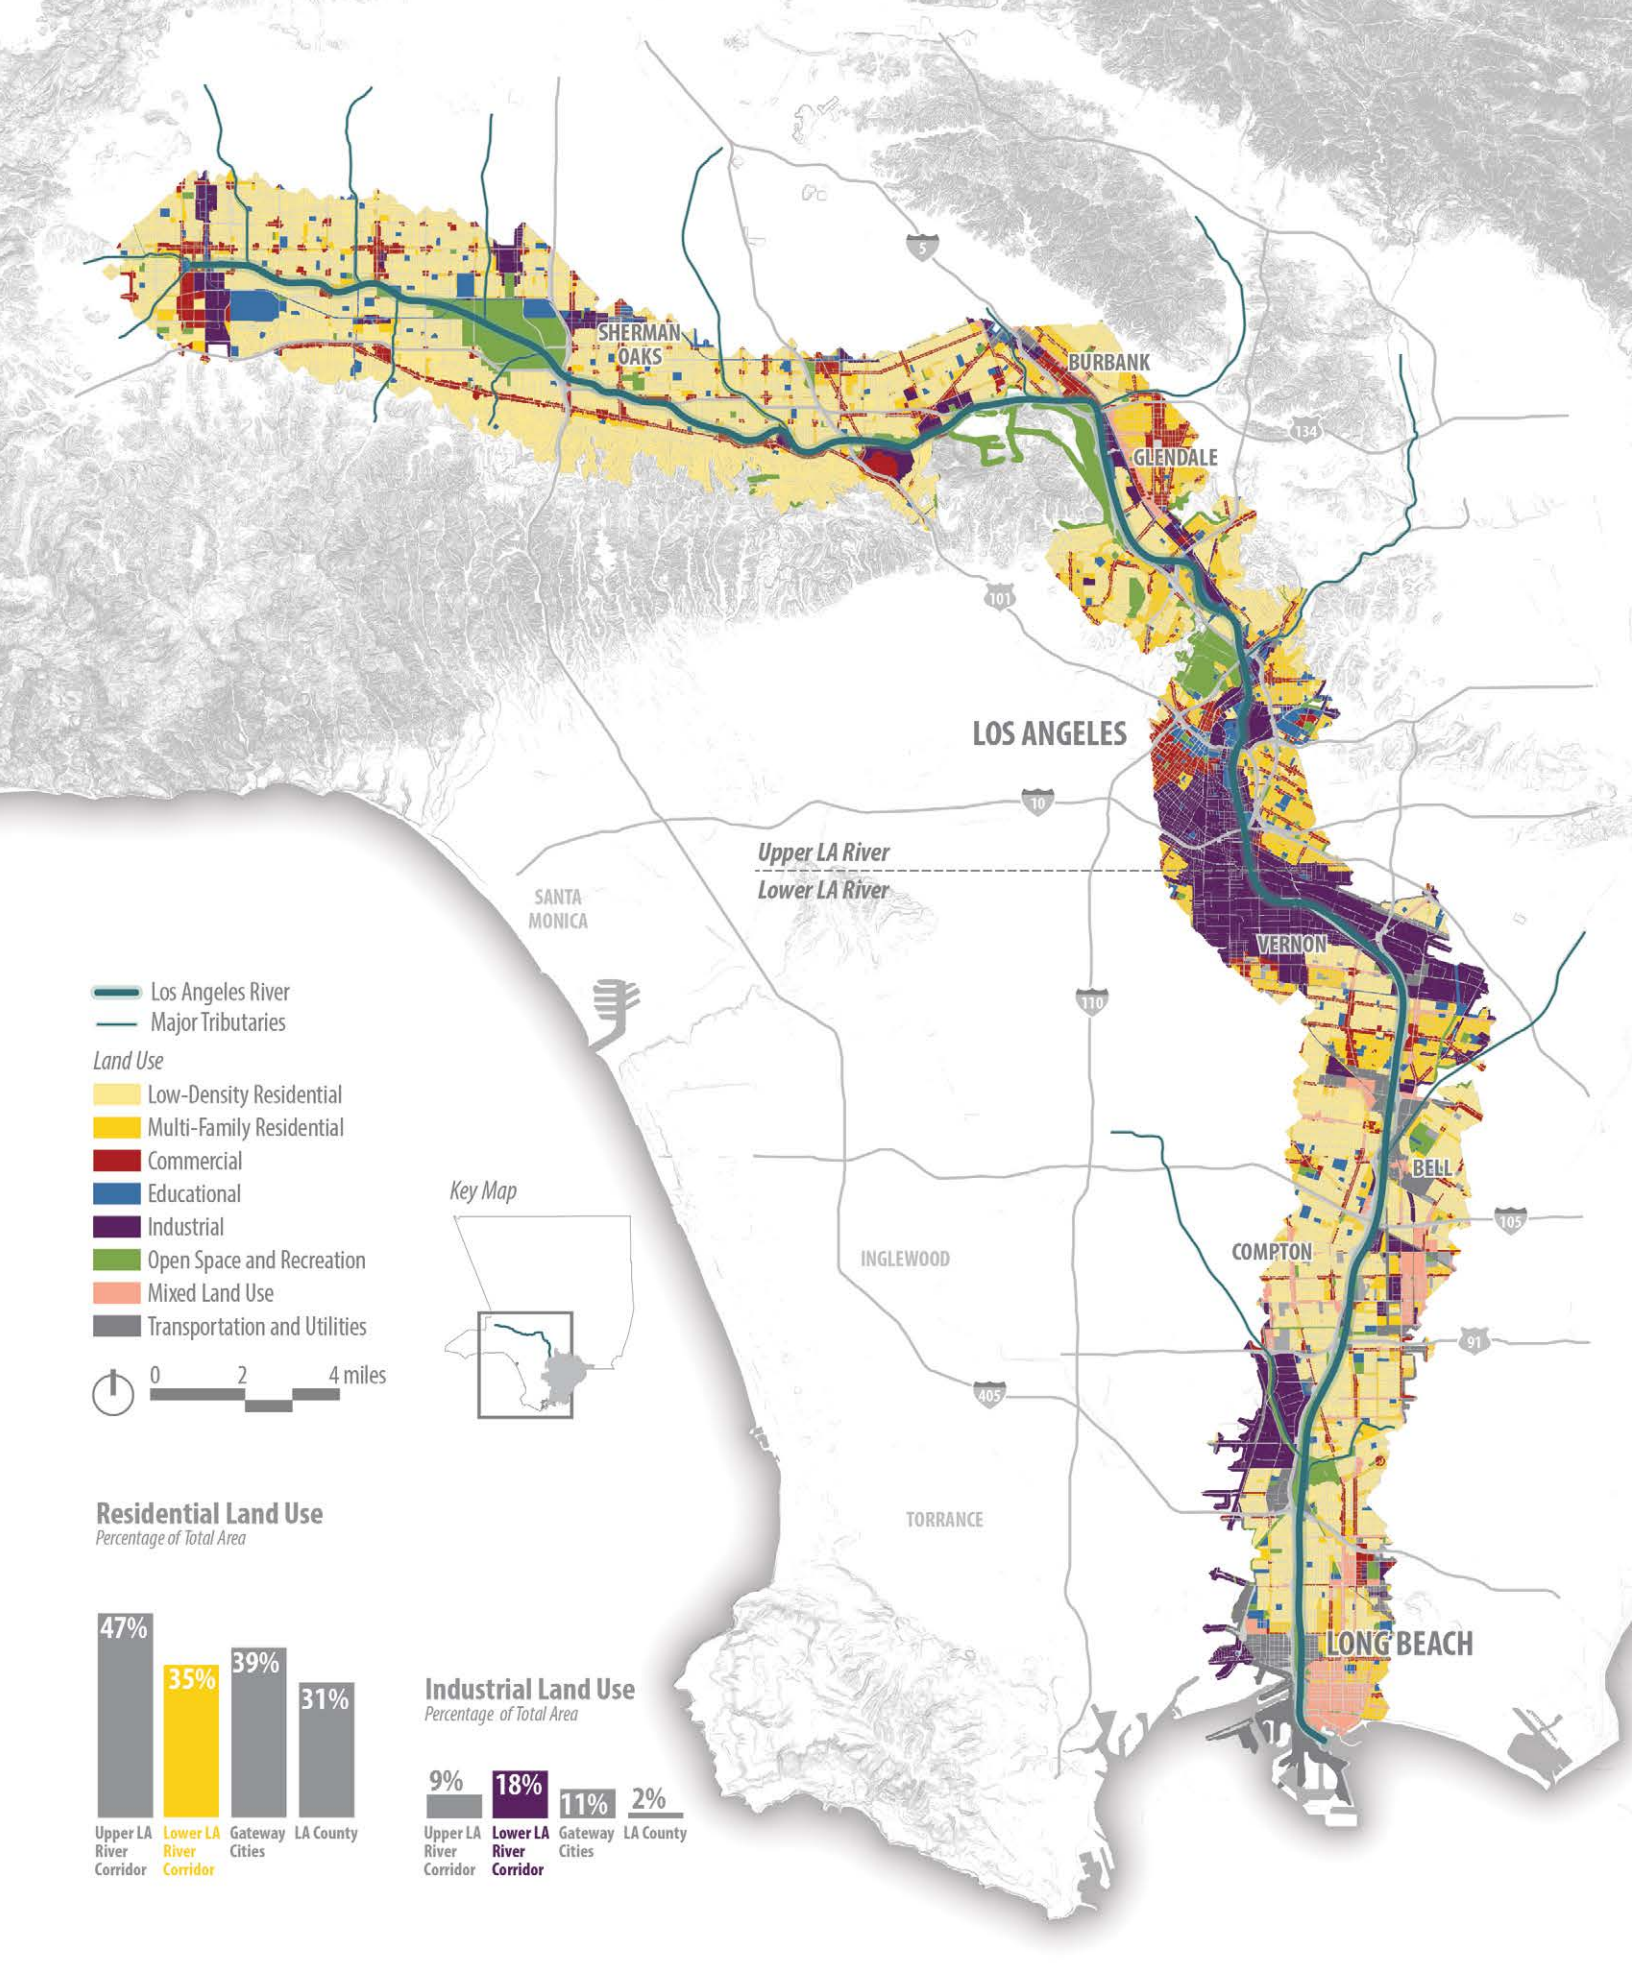 5
SHERMAN
OAKS
BURBANK
134
GLENDALE
101
LOS ANGELES
10
Upper LA River
Lower LA River
SANTA
MONICA
VERNON
110
Los Angeles River
Major Tributaries
Land Use
Low-Density Residential
Multi-Family Residential
Commercial
Educational
Industrial
Open Space and Recreation
Mixed Land Use
Transportation and Utilities
0 2 4 miles
Key Map
BELL
105
COMPTON
INGLEWOOD
91
405
TORRANCE
LONG BEACH
Residential Land Use
Percentage of Total Area
47%
35%
39%
31%
Upper LA
River
Corridor
Lower LA
River
Corridor
Gateway
Cities
LA County
Industrial Land Use
Percentage of Total Area
9%
18%
11%
2%
Upper LA
River
Corridor
Lower LA
River
Corridor
Gateway
Cities
LA County